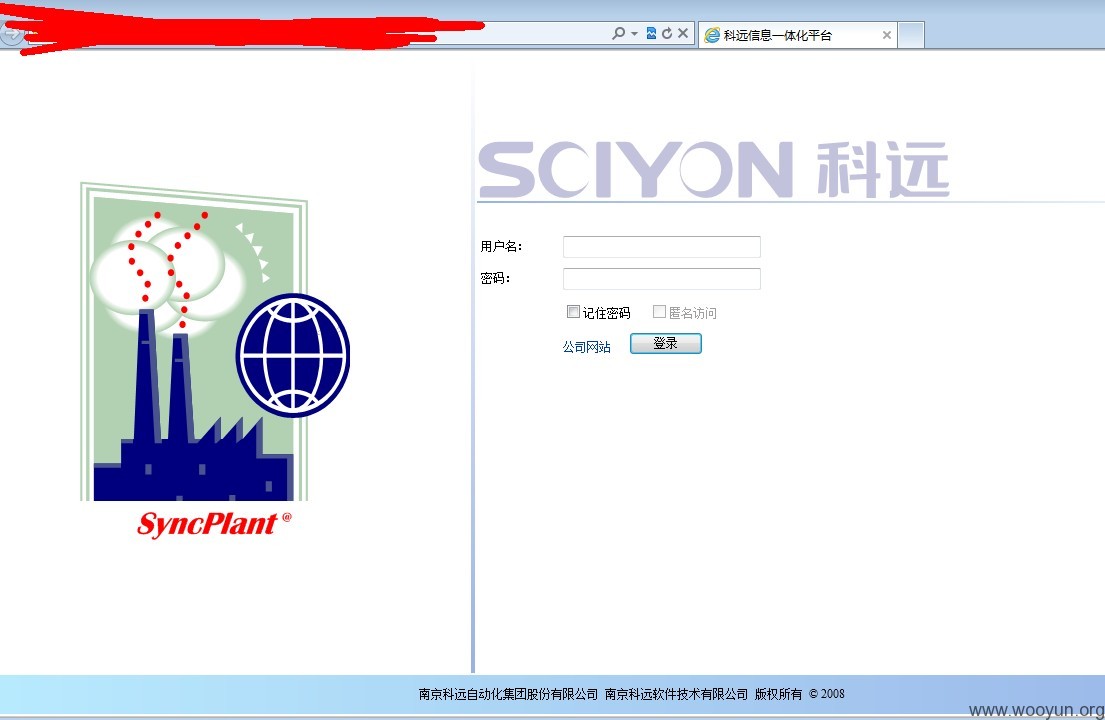 科远信息一体化平台
SCIYON 科远
用户名：
密码：
记住密码 匿名访问
公司网站 登录
SyncPlant @
南京科远自动化集团股份有限公司 南京科远软件技术有限公司 版权所有 © 2008
www.wooyun.org